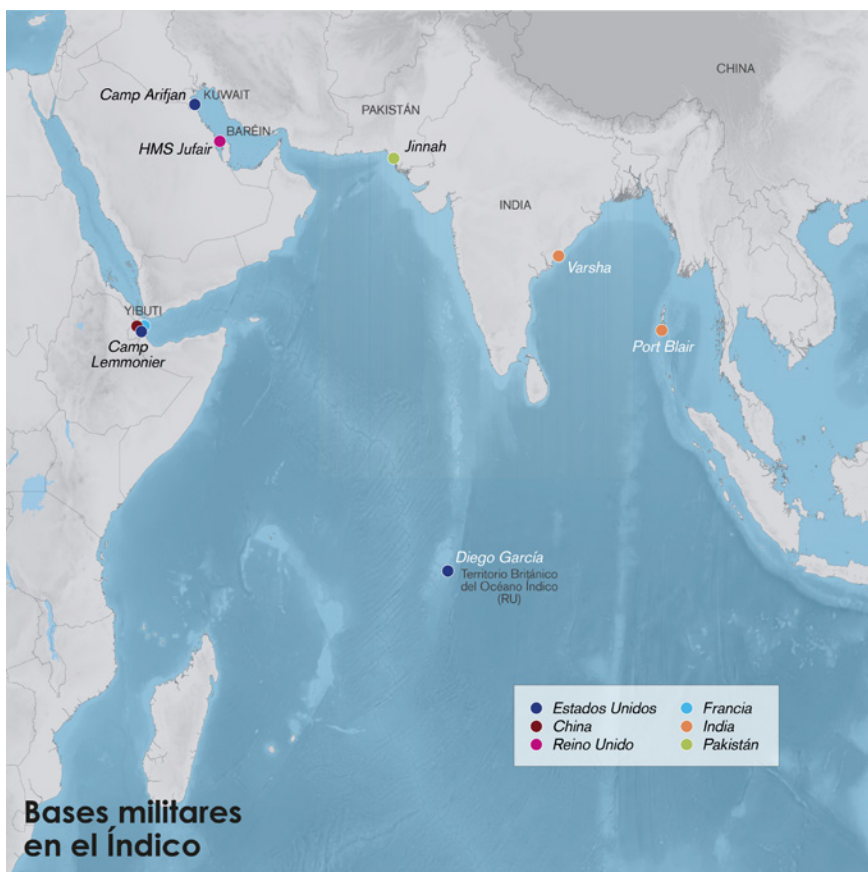 CHINA
Camp Arifjan
KUWAIT
PAKISTÁN
BARÉIN
HMS Jufair
Jinnah
INDIA
Varsha
YIBUTI
Camp
Lemmonier
Port Blair
Diego García
Territorio Británico
del Océano Índico
(RU)
Estados Unidos
Francia
China
India
Reino Unido
Pakistán
Bases militares
en el Índico